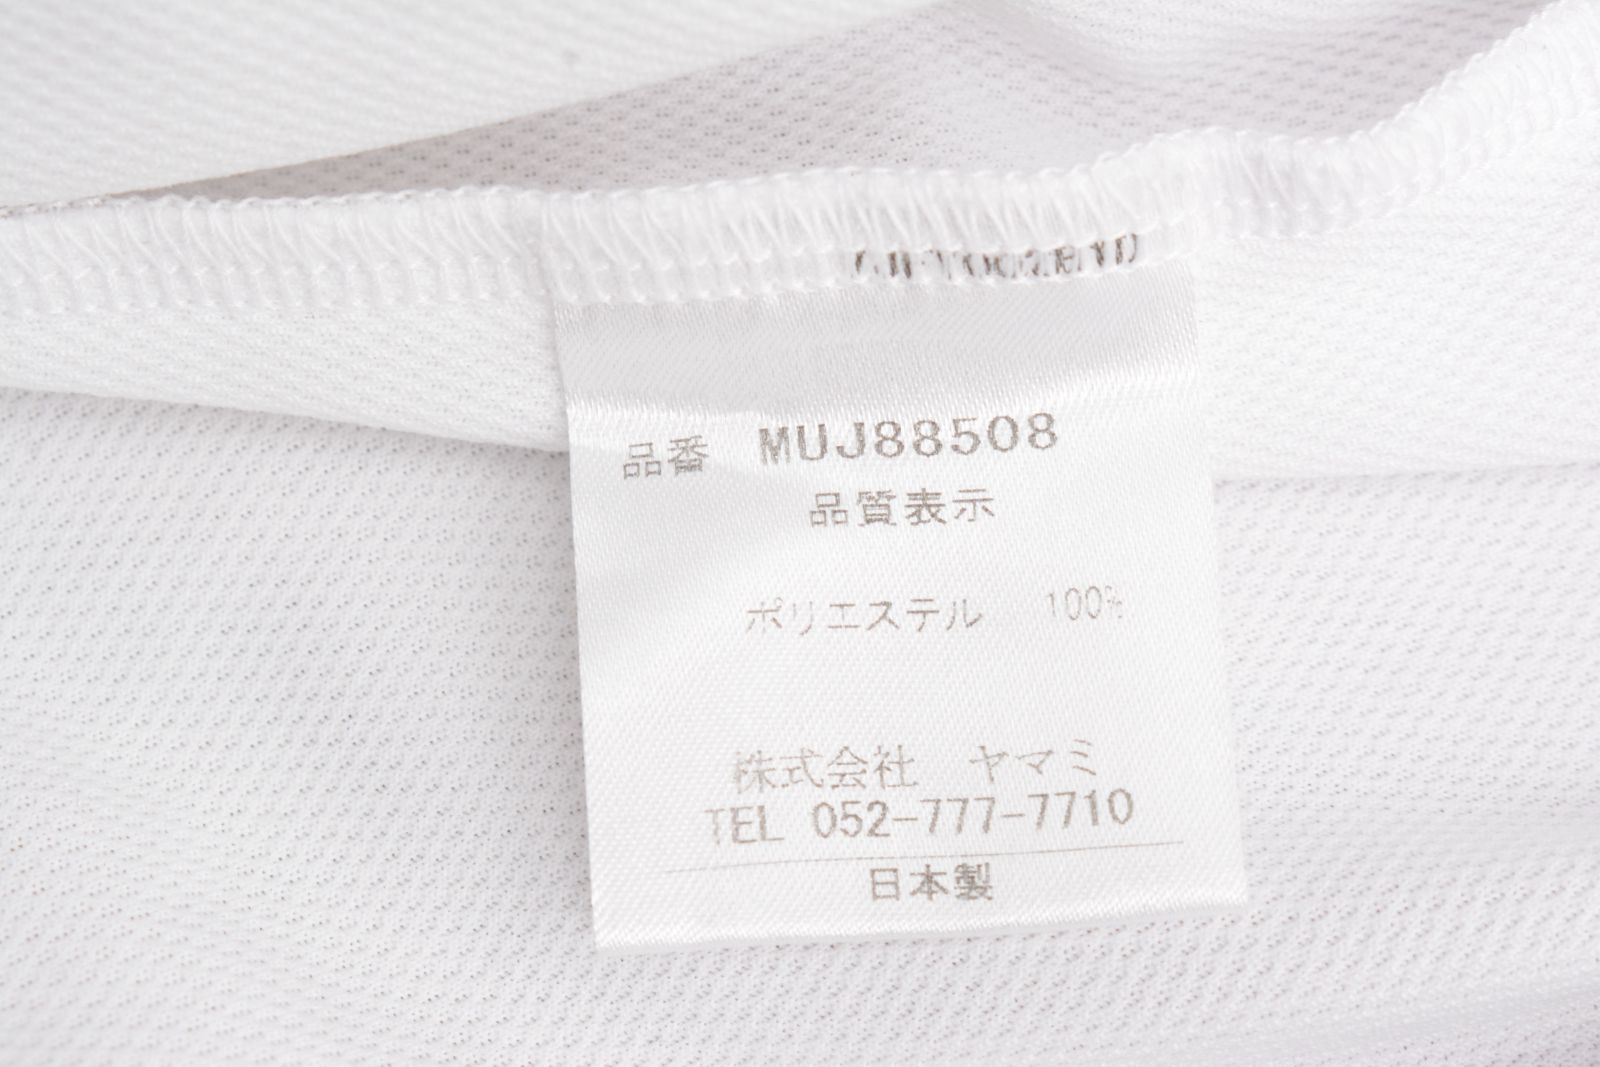 品番 MUJ88508
品質表示
ポリエステル 100%
株式会社 ヤマミ
TEL 052-777-7710
日本製